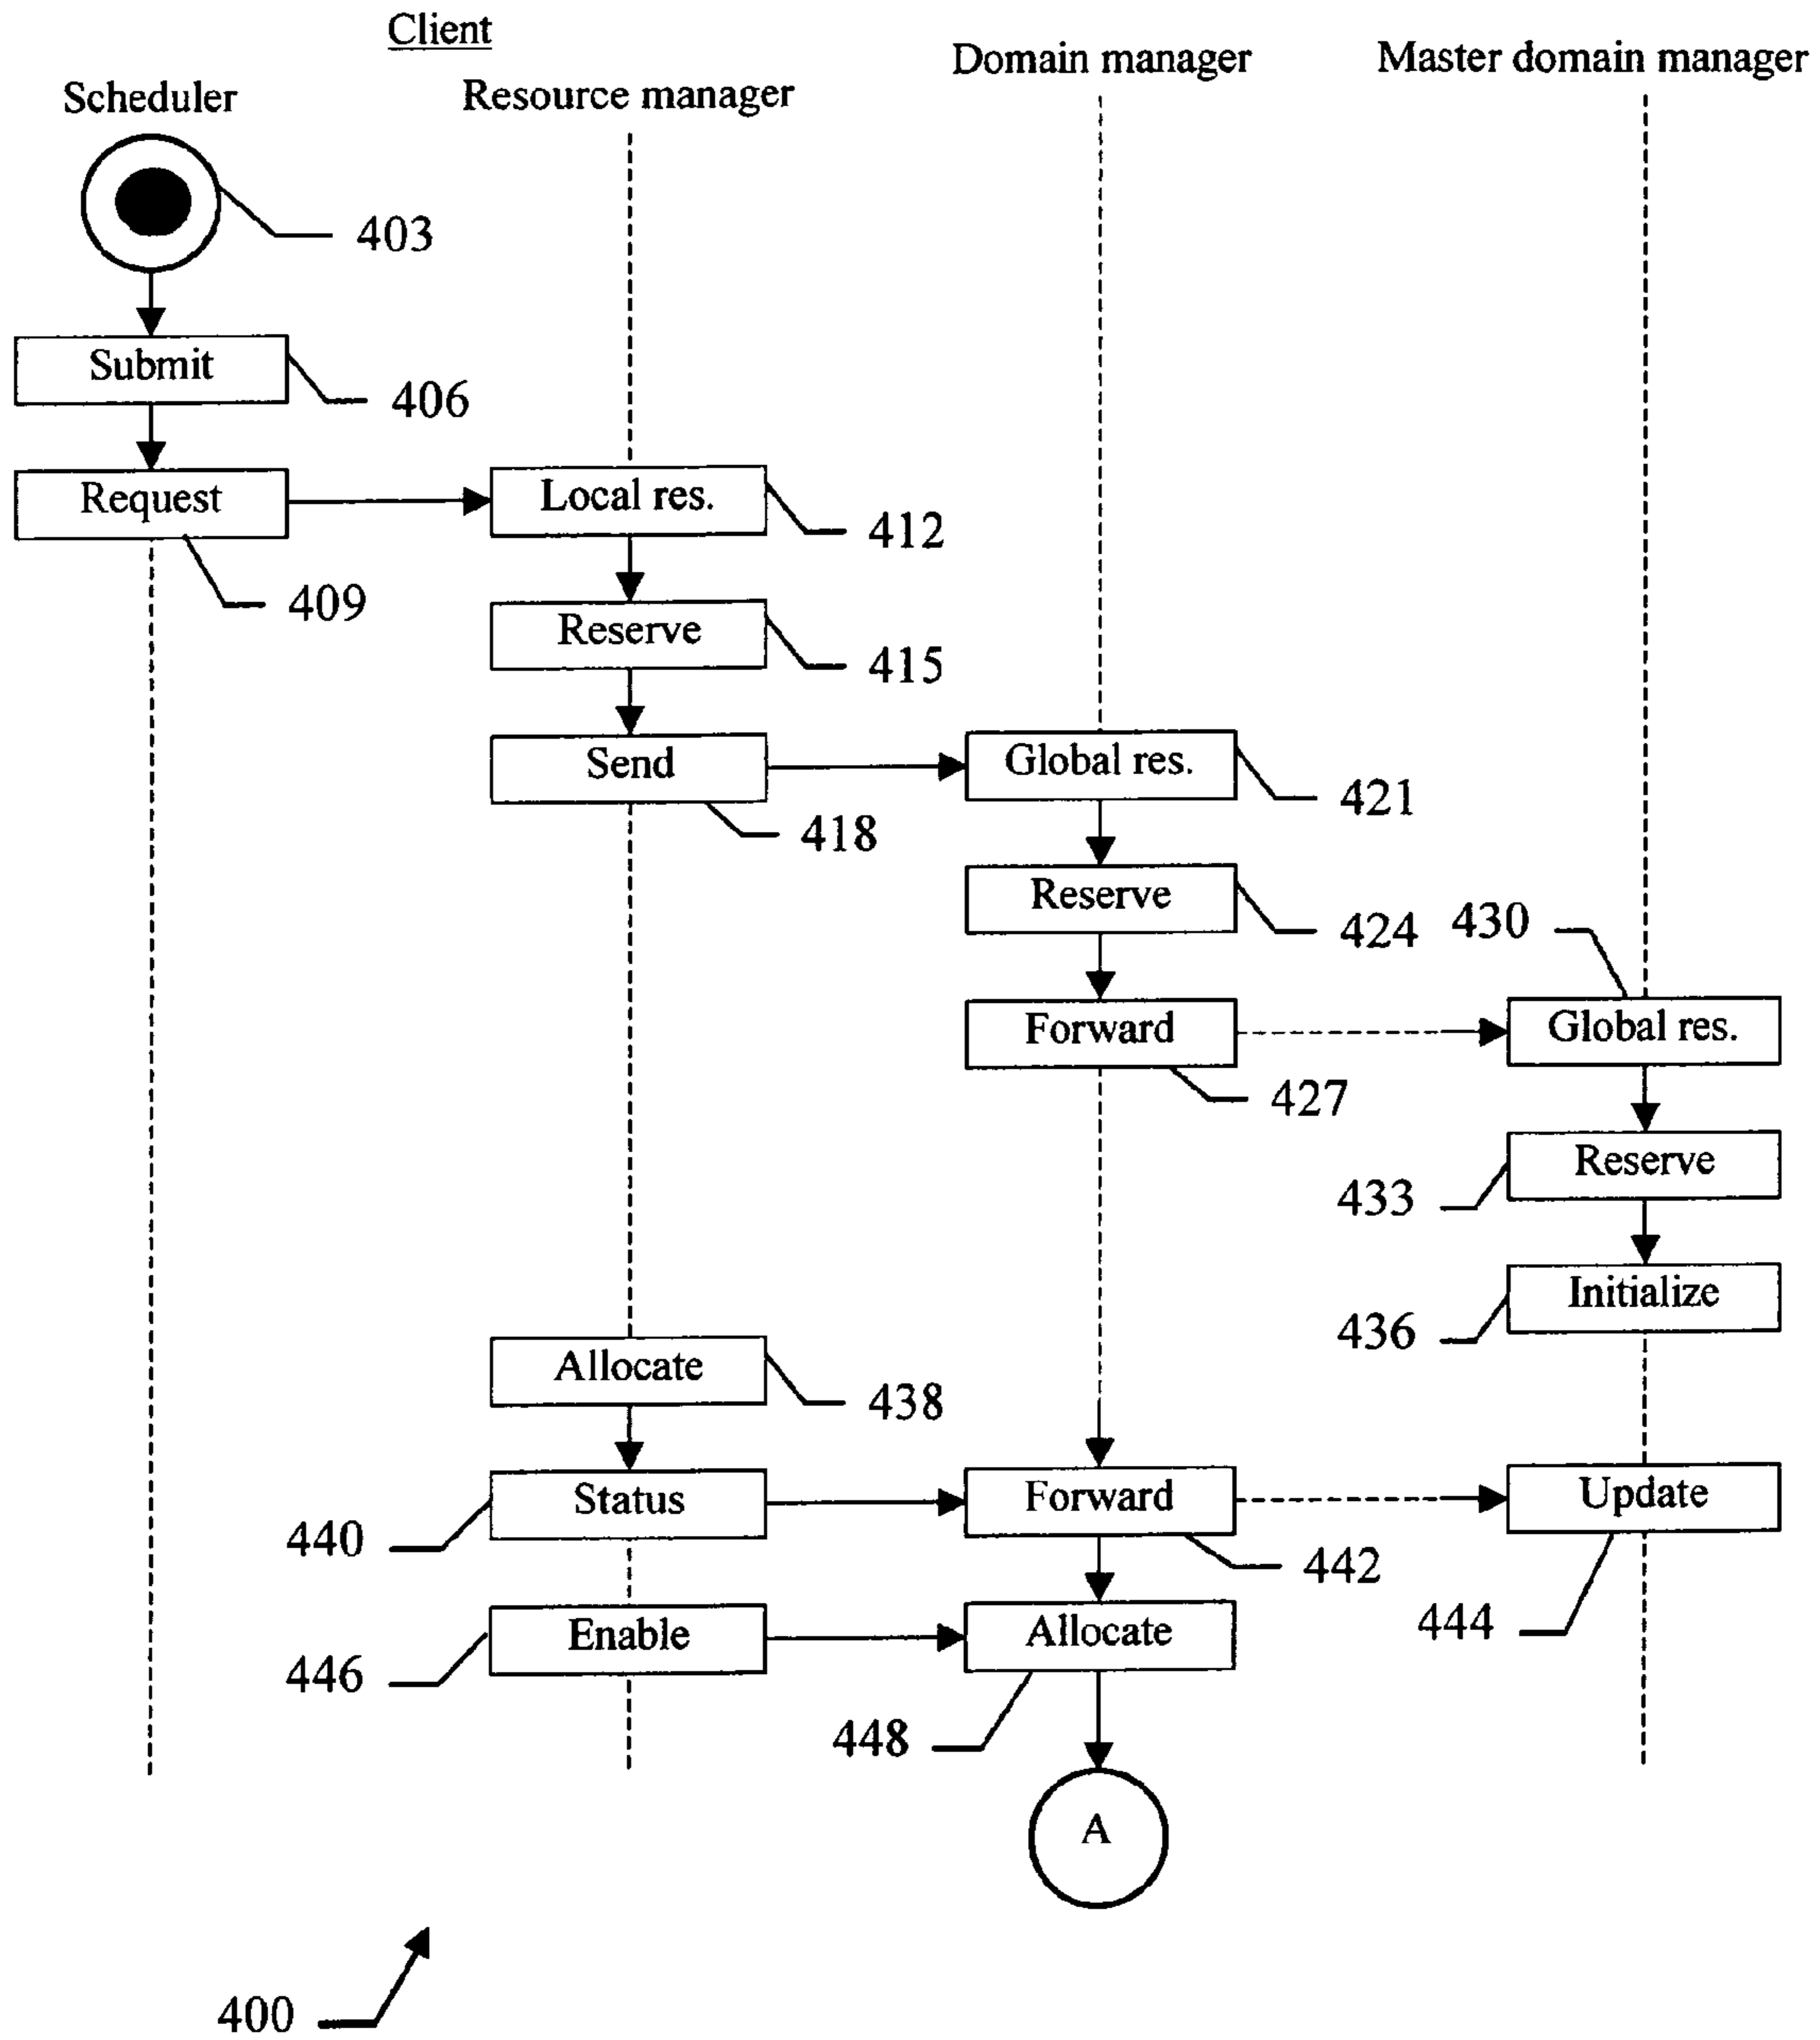 Client
Scheduler
Resource manager
Domain manager
Master domain manager
403
Submit
406
Request
409
Local res.
412
Reserve
415
Send
418
Global res.
421
Reserve
424
430
Forward
427
Global res.
Reserve
433
Initialize
436
Allocate
438
Status
440
Forward
442
Update
444
Enable
446
Allocate
448
A
400